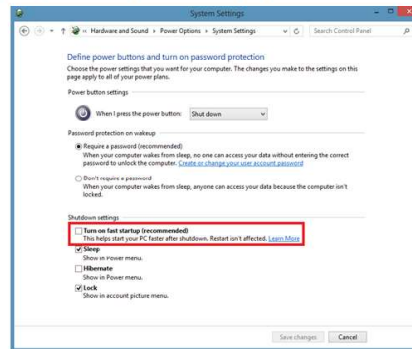 System Settings
« Hardware and Sound › Power Options › System Settings
Search Control Panel
Define power buttons and turn on password protection
Choose the power settings that you want for your computer. The changes you make to the settings on this
page apply to all of your power plans.
Power button settings
When I press the power button: Shut down
Password protection on wakeup
Require a password (recommended)
When your computer wakes from sleep, no one can access your data without entering the correct
password to unlock the computer. Create or change your user account password
Don't require a password
When your computer wakes from sleep, anyone can access your data because the computer isn't
locked.
Shutdown settings
Turn on fast startup (recommended)
This helps start your PC faster after shutdown. Restart isn't affected. Learn More
Sleep
Show in Power menu.
Hibernate
Show in Power menu.
Lock
Show in account picture menu.
Save changes Cancel